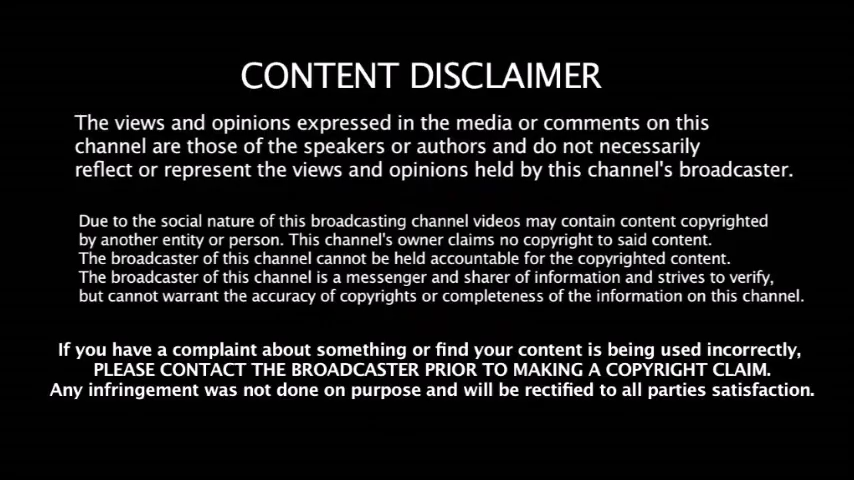 CONTENT DISCLAIMER
The views and opinions expressed in the media or comments on this
channel are those of the speakers or authors and do not necessarily
reflect or represent the views and opinions held by this channel's broadcaster.
Due to the social nature of this broadcasting channel videos may contain content copyrighted
by another entity or person. This channel's owner claims no copyright to said content.
The broadcaster of this channel cannot be held accountable for the copyrighted content.
The broadcaster of this channel is a messenger and sharer of information and strives to verify,
but cannot warrant the accuracy of copyrights or completeness of the information on this channel.
If you have a complaint about something or find your content is being used incorrectly,
PLEASE CONTACT THE BROADCASTER PRIOR TO MAKING A COPYRIGHT CLAIM.
Any infringement was not done on purpose and will be rectified to all parties satisfaction.